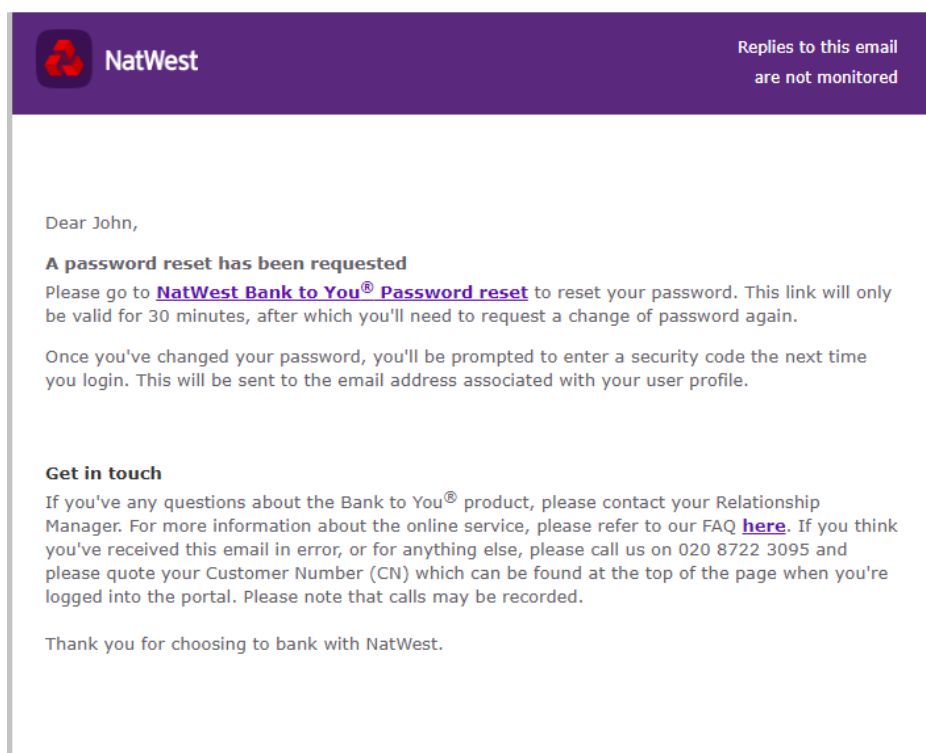 NatWest
Replies to this email
are not monitored
Dear John,
A password reset has been requested
Please go to NatWest Bank to You® Password reset to reset your password. This link will only
be valid for 30 minutes, after which you'll need to request a change of password again.
Once you've changed your password, you'll be prompted to enter a security code the next time
you login. This will be sent to the email address associated with your user profile.
Get in touch
If you've any questions about the Bank to You® product, please contact your Relationship
Manager. For more information about the online service, please refer to our FAQ here. If you think
you've received this email in error, or for anything else, please call us on 020 8722 3095 and
please quote your Customer Number (CN) which can be found at the top of the page when you're
logged into the portal. Please note that calls may be recorded.
Thank you for choosing to bank with NatWest.